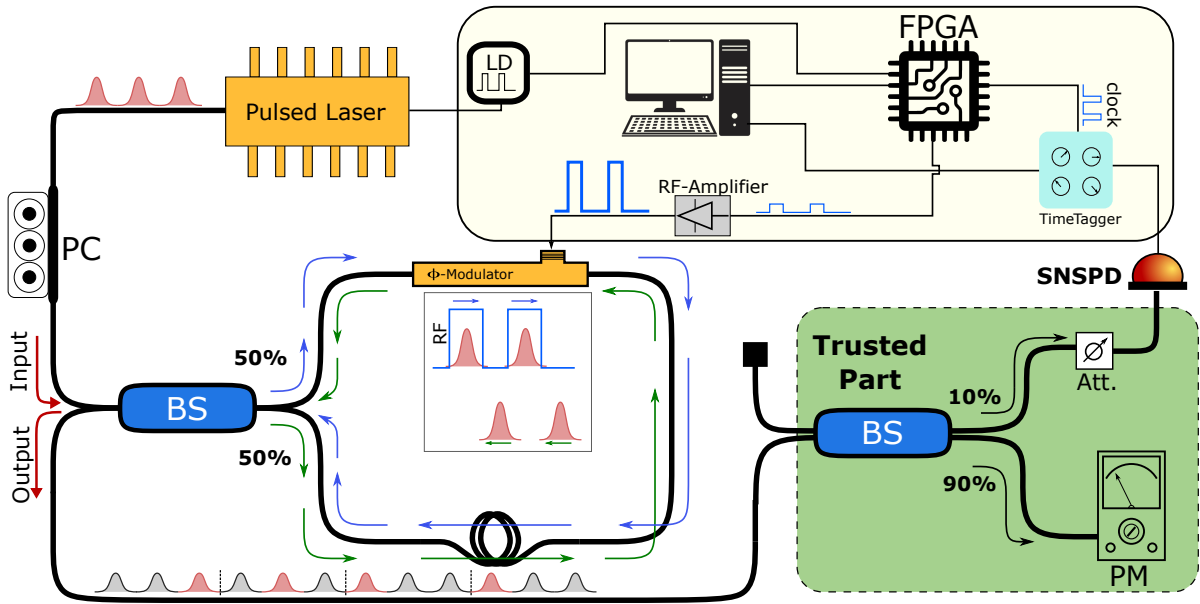 FPGA
LD
Pulsed Laser
clock
RF-Amplifier
TimeTagger
PC
Φ-Modulator
SNSPD
RF
Input
50%
Trusted
Part
10%
Att.
BS
BS
Output
50%
90%
PM